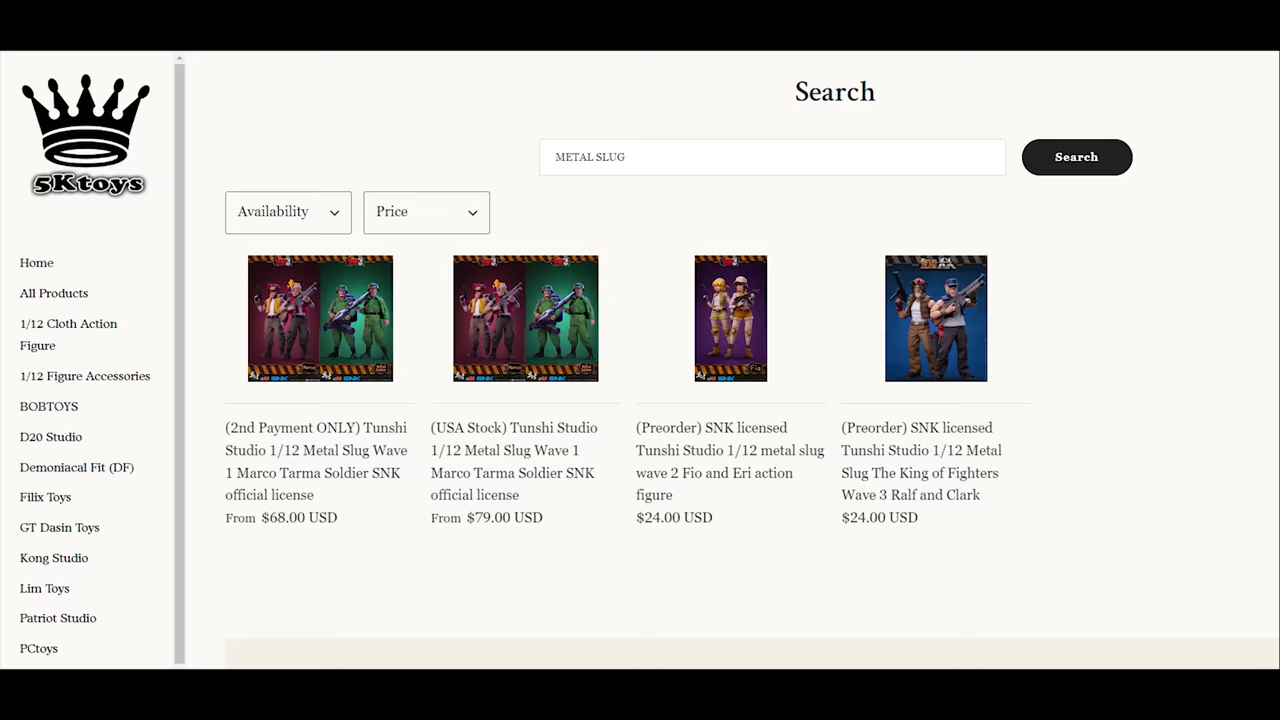 5Ktoys
Home
All Products
1/12 Cloth Action
Figure
1/12 Figure Accessories
BOBTOYS
D20 Studio
Demoniacal Fit (DF)
Filix Toys
GT Dasin Toys
Kong Studio
Lim Toys
Patriot Studio
PCtoys
Search
METAL SLUG
Search
Availability
Price
(2nd Payment ONLY) Tunshi
Studio 1/12 Metal Slug Wave
1 Marco Tarma Soldier SNK
official license
From $68.00 USD
(USA Stock) Tunshi Studio
1/12 Metal Slug Wave 1
Marco Tarma Soldier SNK
official license
From $79.00 USD
Fio
(Preorder) SNK licensed
Tunshi Studio 1/12 metal slug
wave 2 Fio and Eri action
figure
$24.00 USD
(Preorder) SNK licensed
Tunshi Studio 1/12 Metal
Slug The King of Fighters
Wave 3 Ralf and Clark
$24.00 USD